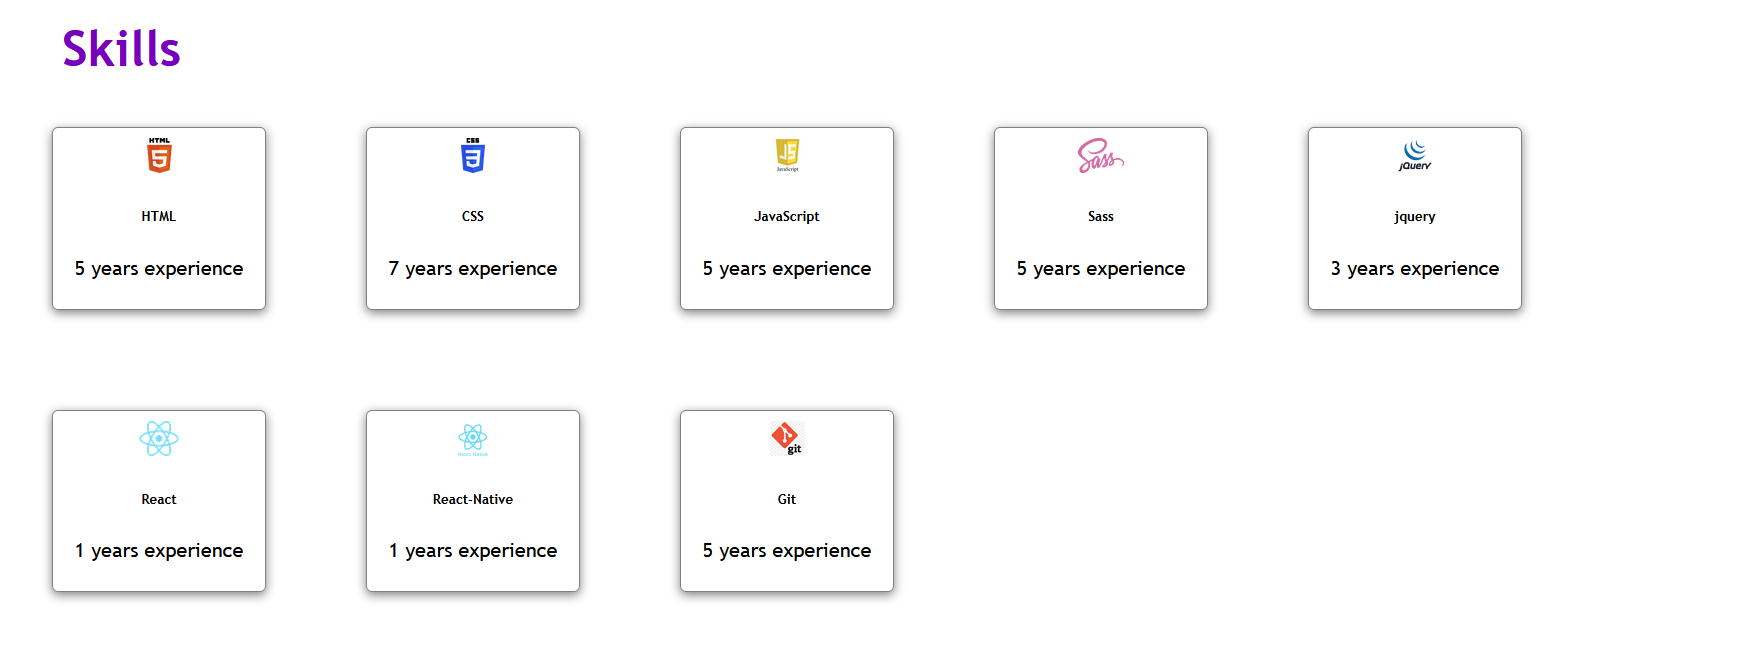 Skills
HTML
5
HTML
5 years experience
CSS
3
CSS
7 years experience
JS
JavaScript
JavaScript
5 years experience
Sass
Sass
5 years experience
jQuery
jquery
3 years experience
React
1 years experience
React Native
React-Native
1 years experience
git
Git
5 years experience